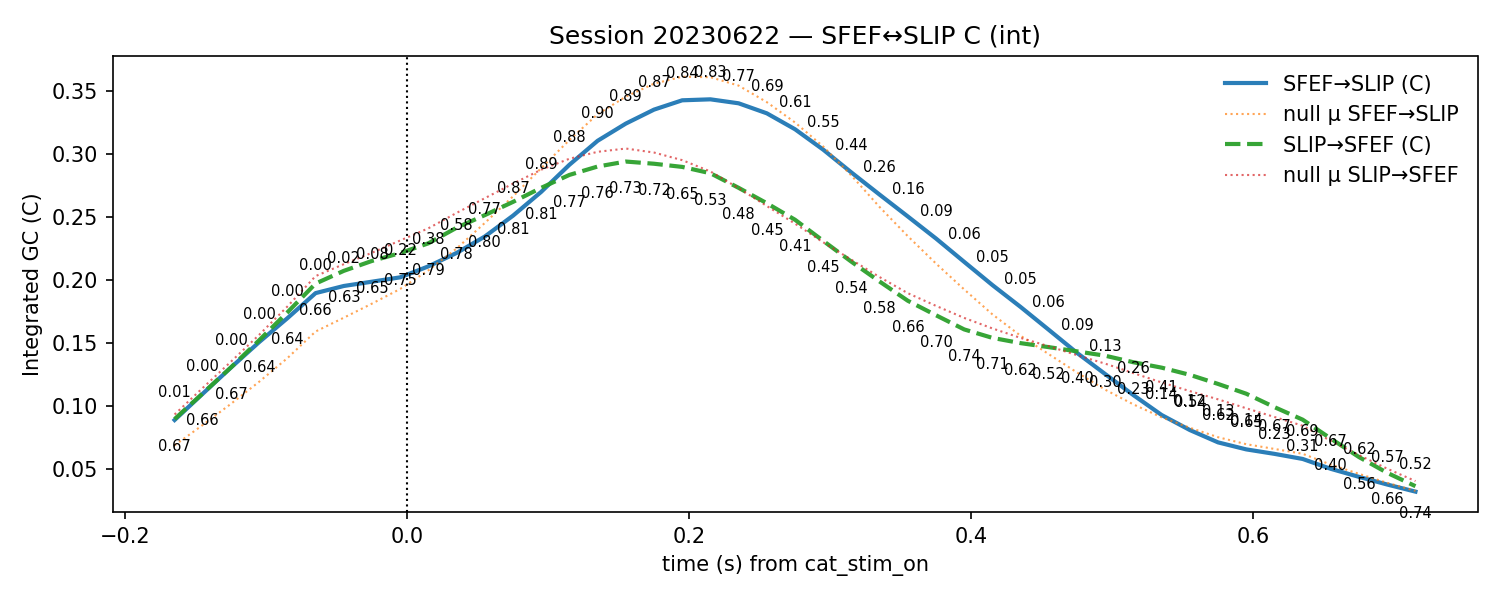 Session 20230622 — SFEF↔SLIP C (int)
SFEF→SLIP (C)
null μ SFEF→SLIP
SLIP→SFEF (C)
null μ SLIP→SFEF
Integrated GC (C)
0.35
0.30
0.25
0.20
0.15
0.10
0.05
0.01 0.00 0.00 0.00 0.00 0.00 0.02 0.08 0.22 0.38 0.58 0.77 0.87 0.89 0.88 0.90 0.89 0.87 0.84 0.83 0.77 0.69 0.61 0.55 0.44 0.26 0.16 0.09 0.06 0.05 0.05 0.06 0.09 0.13 0.26 0.41
0.67 0.66 0.67 0.64 0.64 0.66 0.63 0.65 0.75 0.79 0.78 0.80 0.81 0.81 0.77 0.76 0.73 0.72 0.65 0.53 0.48 0.45 0.41 0.45 0.54 0.58 0.66 0.70 0.74 0.71 0.62 0.52 0.40 0.30 0.23 0.14
0.67 0.69 0.67 0.62 0.57 0.52
0.23 0.31 0.40 0.56 0.66 0.74
−0.2 0.0 0.2 0.4 0.6
time (s) from cat_stim_on